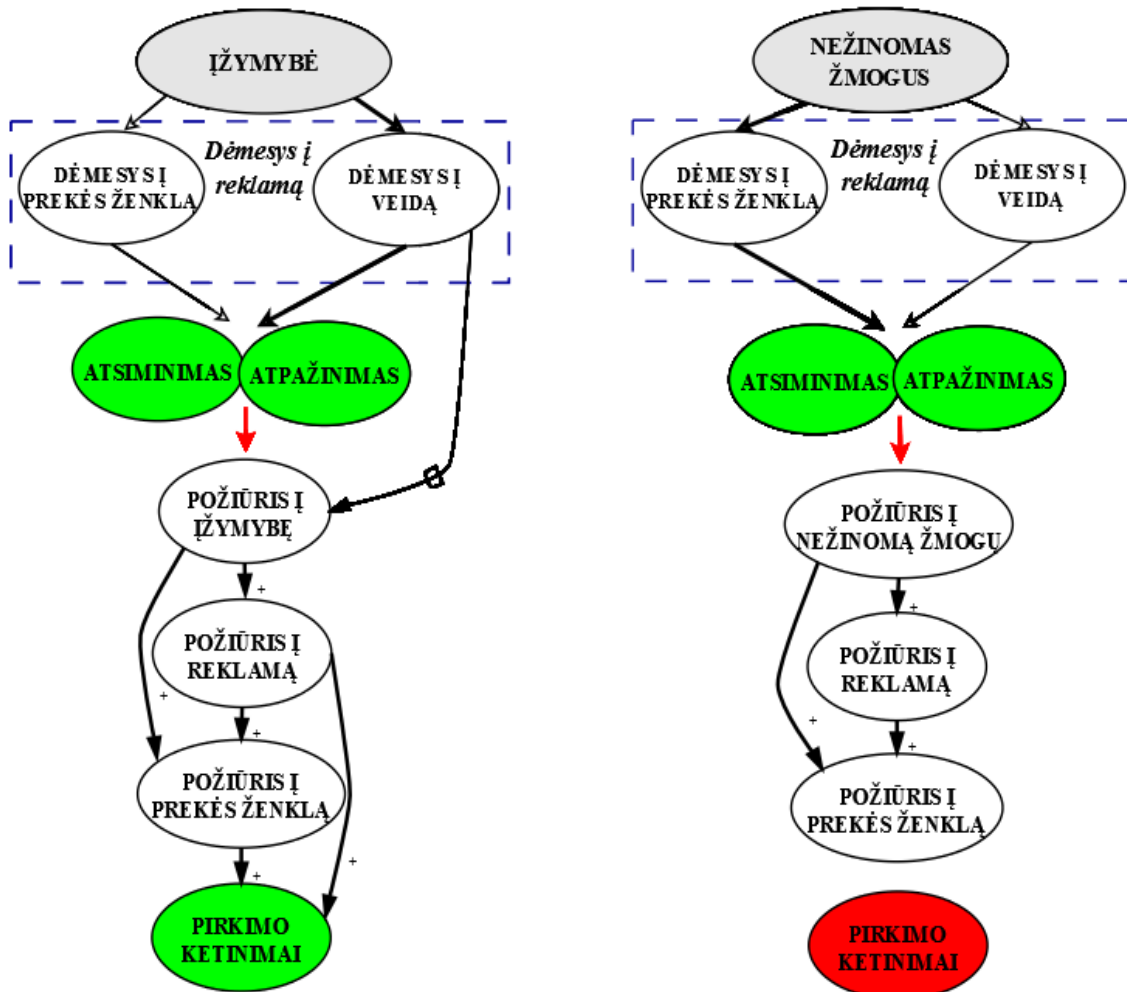 ĮŽYMYBĖ
Dėmesys į
reklamą
DĖMESYS Į
PREKĖS ŽENKLĄ
DĖMESYS Į
VEIDĄ
ATSIMINIMAS
ATPAŽINIMAS
POŽIŪRIS Į
ĮŽYMYBĘ
+
POŽIŪRIS Į
REKLAMĄ
+
+
POŽIŪRIS Į
PREKĖS ŽENKLĄ
+
+
PIRKIMO
KETINIMAI
NEŽINOMAS
ŽMOGUS
Dėmesys į
reklamą
DĖMESYS Į
PREKĖS ŽENKLĄ
DĖMESYS Į
VEIDĄ
ATSIMINIMAS
ATPAŽINIMAS
POŽIŪRIS Į
NEŽINOMĄ ŽMOGŲ
+
POŽIŪRIS Į
REKLAMĄ
+
+
POŽIŪRIS Į
PREKĖS ŽENKLĄ
PIRKIMO
KETINIMAI